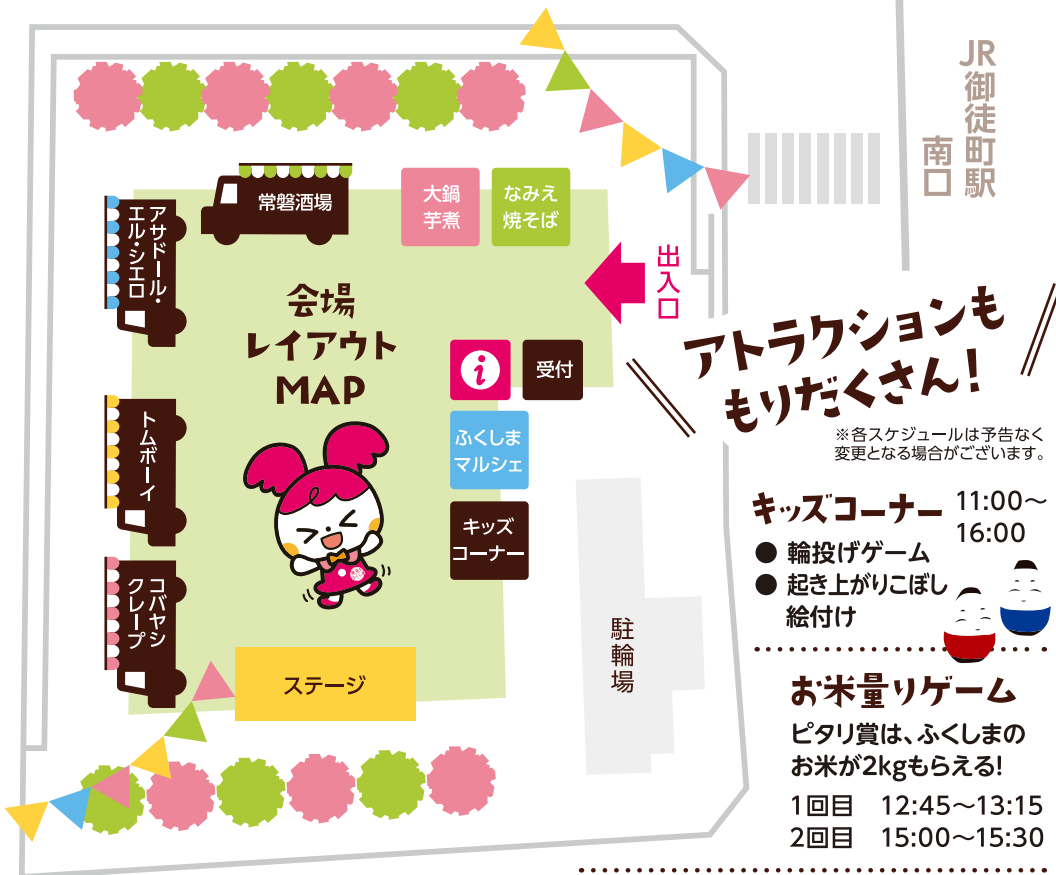 JR御徒町駅
南口
常磐酒場
大鍋
芋煮
なみえ
焼そば
アサドール・
エル・シエロ
出入口
会場
レイアウト
MAP
i
受付
ふくしま
マルシェ
キッズ
コーナー
トムボーイ
コバヤシ
クレープ
ステージ
駐輪場
アトラクションも
もりだくさん!
※各スケジュールは予告なく
変更となる場合がございます。
キッズコーナー 11:00~
16:00
● 輪投げゲーム
● 起き上がりこぼし
絵付け
お米量りゲーム
ピタリ賞は、ふくしまの
お米が2kgもらえる!
1回目 12:45~13:15
2回目 15:00~15:30